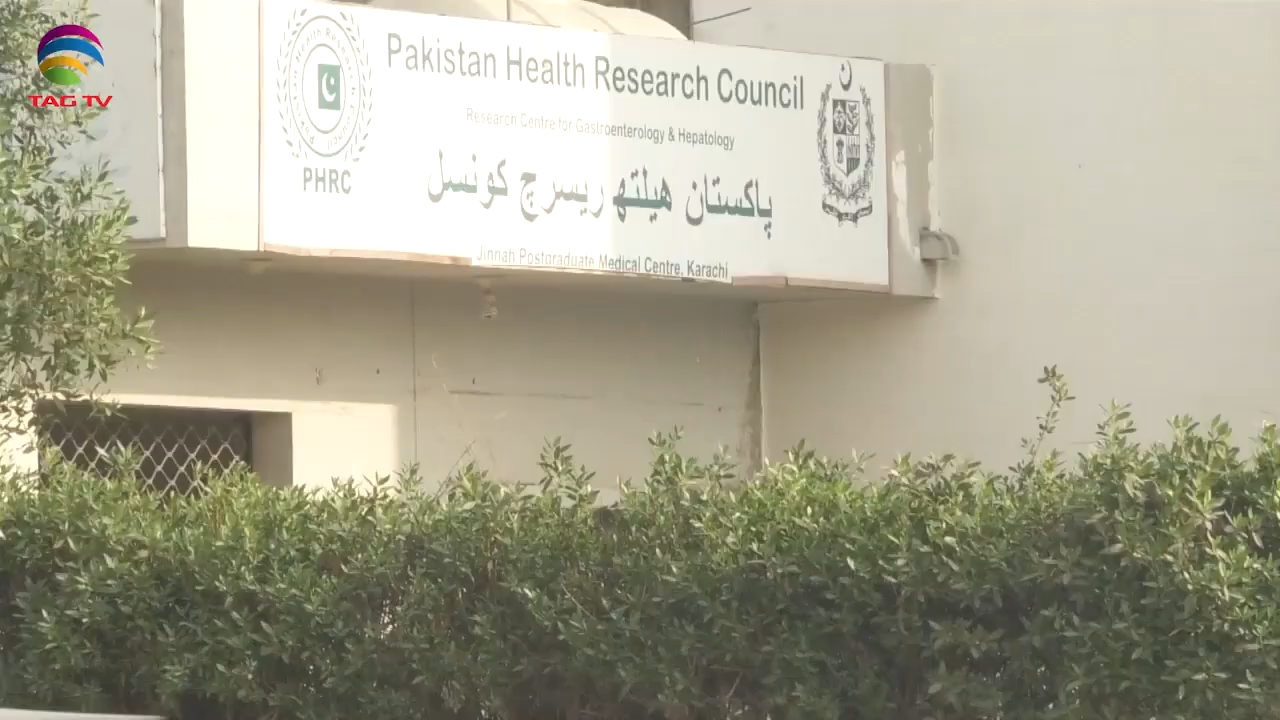 TAG TV
Pakistan Health Research Council
Research Centre for Gastroenterology & Hepatology
پاکستان ہیلتھ ریسرچ کونسل
Jinnah Postgraduate Medical Centre, Karachi
PHRC